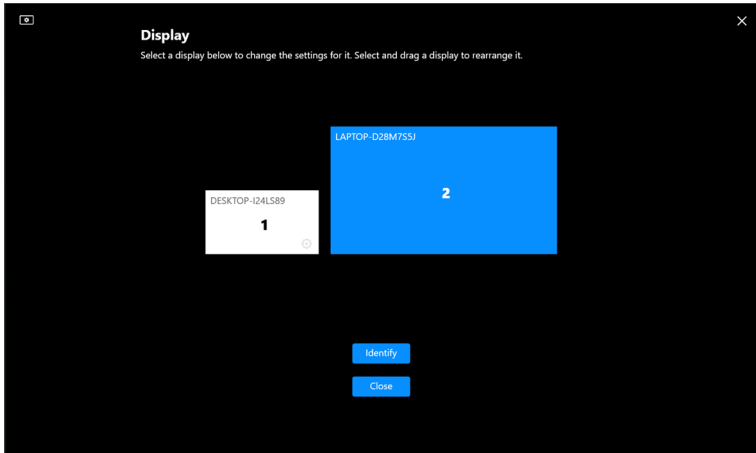 Display
Select a display below to change the settings for it. Select and drag a display to rearrange it.
LAPTOP-D28M7S5J
2
DESKTOP-I24LS89
1
Identify
Close